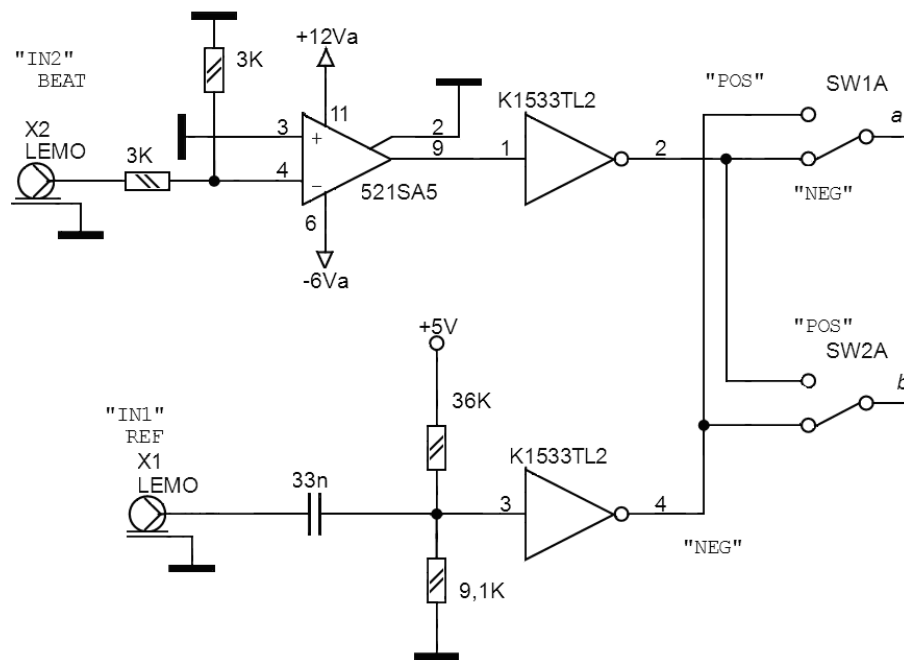 "IN2"
BEAT
X2
LEMO
3K
3K
+12Va
11
3
+
4
−
6
-6Va
2
9
521SA5
K1533TL2
1
2
"POS"
SW1A
a
"NEG"
"POS"
SW2A
b
+5V
36K
"IN1"
REF
X1
LEMO
33n
K1533TL2
3
4
"NEG"
9,1K